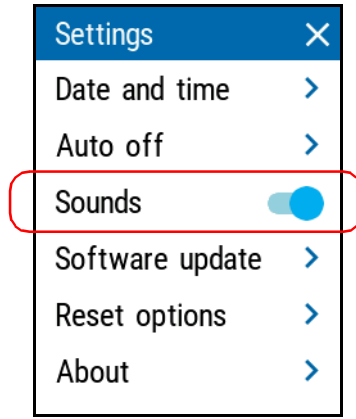 Settings
Date and time
Auto off
Sounds
Software update
Reset options
About